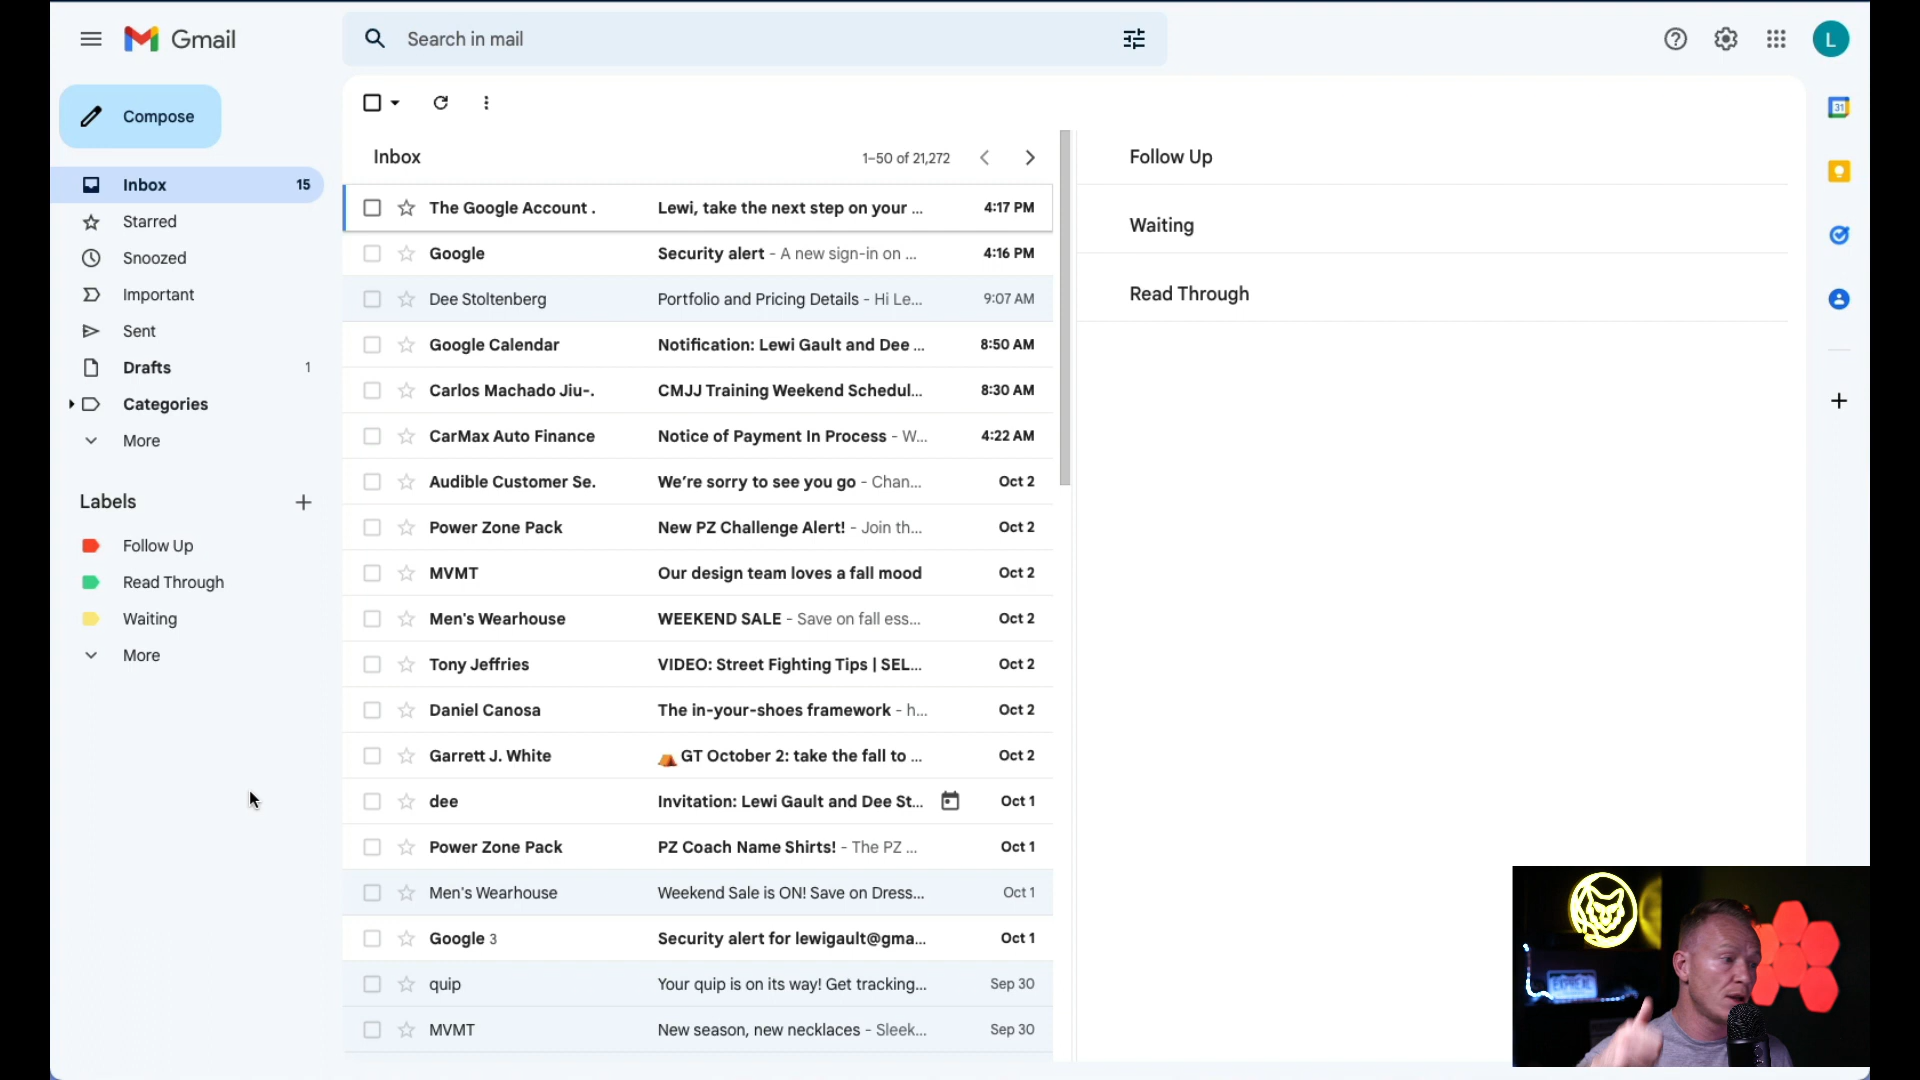 Gmail
Search in mail
L
Compose
Inbox 15
Starred
Snoozed
Important
Sent
Drafts 1
Categories
More
Labels
Follow Up
Read Through
Waiting
More
Inbox 1–50 of 21,272
The Google Account . Lewi, take the next step on your ... 4:17 PM
Google Security alert - A new sign-in on ... 4:16 PM
Dee Stoltenberg Portfolio and Pricing Details - Hi Le... 9:07 AM
Google Calendar Notification: Lewi Gault and Dee ... 8:50 AM
Carlos Machado Jiu-. CMJJ Training Weekend Schedul... 8:30 AM
CarMax Auto Finance Notice of Payment In Process - W... 4:22 AM
Audible Customer Se. We're sorry to see you go - Chan... Oct 2
Power Zone Pack New PZ Challenge Alert! - Join th... Oct 2
MVMT Our design team loves a fall mood Oct 2
Men's Wearhouse WEEKEND SALE - Save on fall ess... Oct 2
Tony Jeffries VIDEO: Street Fighting Tips | SEL... Oct 2
Daniel Canosa The in-your-shoes framework - h... Oct 2
Garrett J. White ⛺ GT October 2: take the fall to ... Oct 2
dee Invitation: Lewi Gault and Dee St... Oct 1
Power Zone Pack PZ Coach Name Shirts! - The PZ ... Oct 1
Men's Wearhouse Weekend Sale is ON! Save on Dress... Oct 1
Google 3 Security alert for lewigault@gma... Oct 1
quip Your quip is on its way! Get tracking... Sep 30
MVMT New season, new necklaces - Sleek... Sep 30
Follow Up
Waiting
Read Through
31